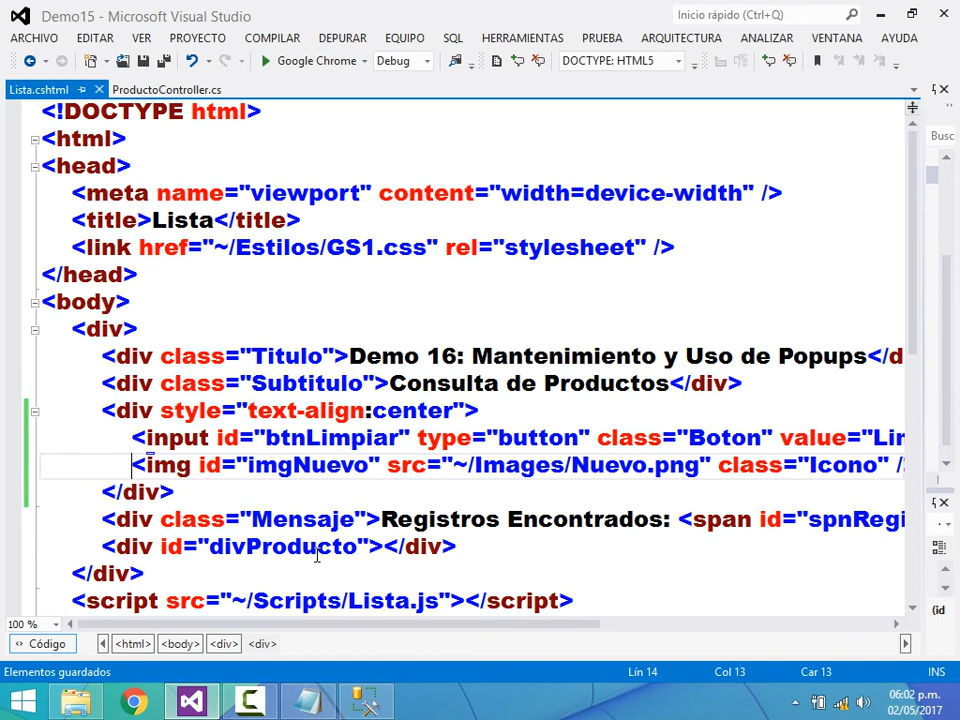 Demo15 - Microsoft Visual Studio
Inicio rápido (Ctrl+Q)
ARCHIVO EDITAR VER PROYECTO COMPILAR DEPURAR EQUIPO SQL HERRAMIENTAS PRUEBA ARQUITECTURA ANALIZAR VENTANA AYUDA
Google Chrome Debug DOCTYPE: HTML5
Lista.cshtml ProductoController.cs
Busc
<!DOCTYPE html>
<html>
<head>
<meta name="viewport" content="width=device-width" />
<title>Lista</title>
<link href="~/Estilos/GS1.css" rel="stylesheet" />
</head>
<body>
<div>
<div class="Titulo">Demo 16: Mantenimiento y Uso de Popups</d
<div class="Subtitulo">Consulta de Productos</div>
<div style="text-align:center">
<input id="btnLimpiar" type="button" class="Boton" value="Lin
<img id="imgNuevo" src="~/Images/Nuevo.png" class="Icono" /
</div>
<div class="Mensaje">Registros Encontrados: <span id="spnRegi
<div id="divProducto"></div>
</div>
<script src="~/Scripts/Lista.js"></script>
(id
100 %
Código <html> <body> <div> <div>
Elementos guardados Lín 14 Col 13 Car 13 INS
06:02 p.m.
02/05/2017